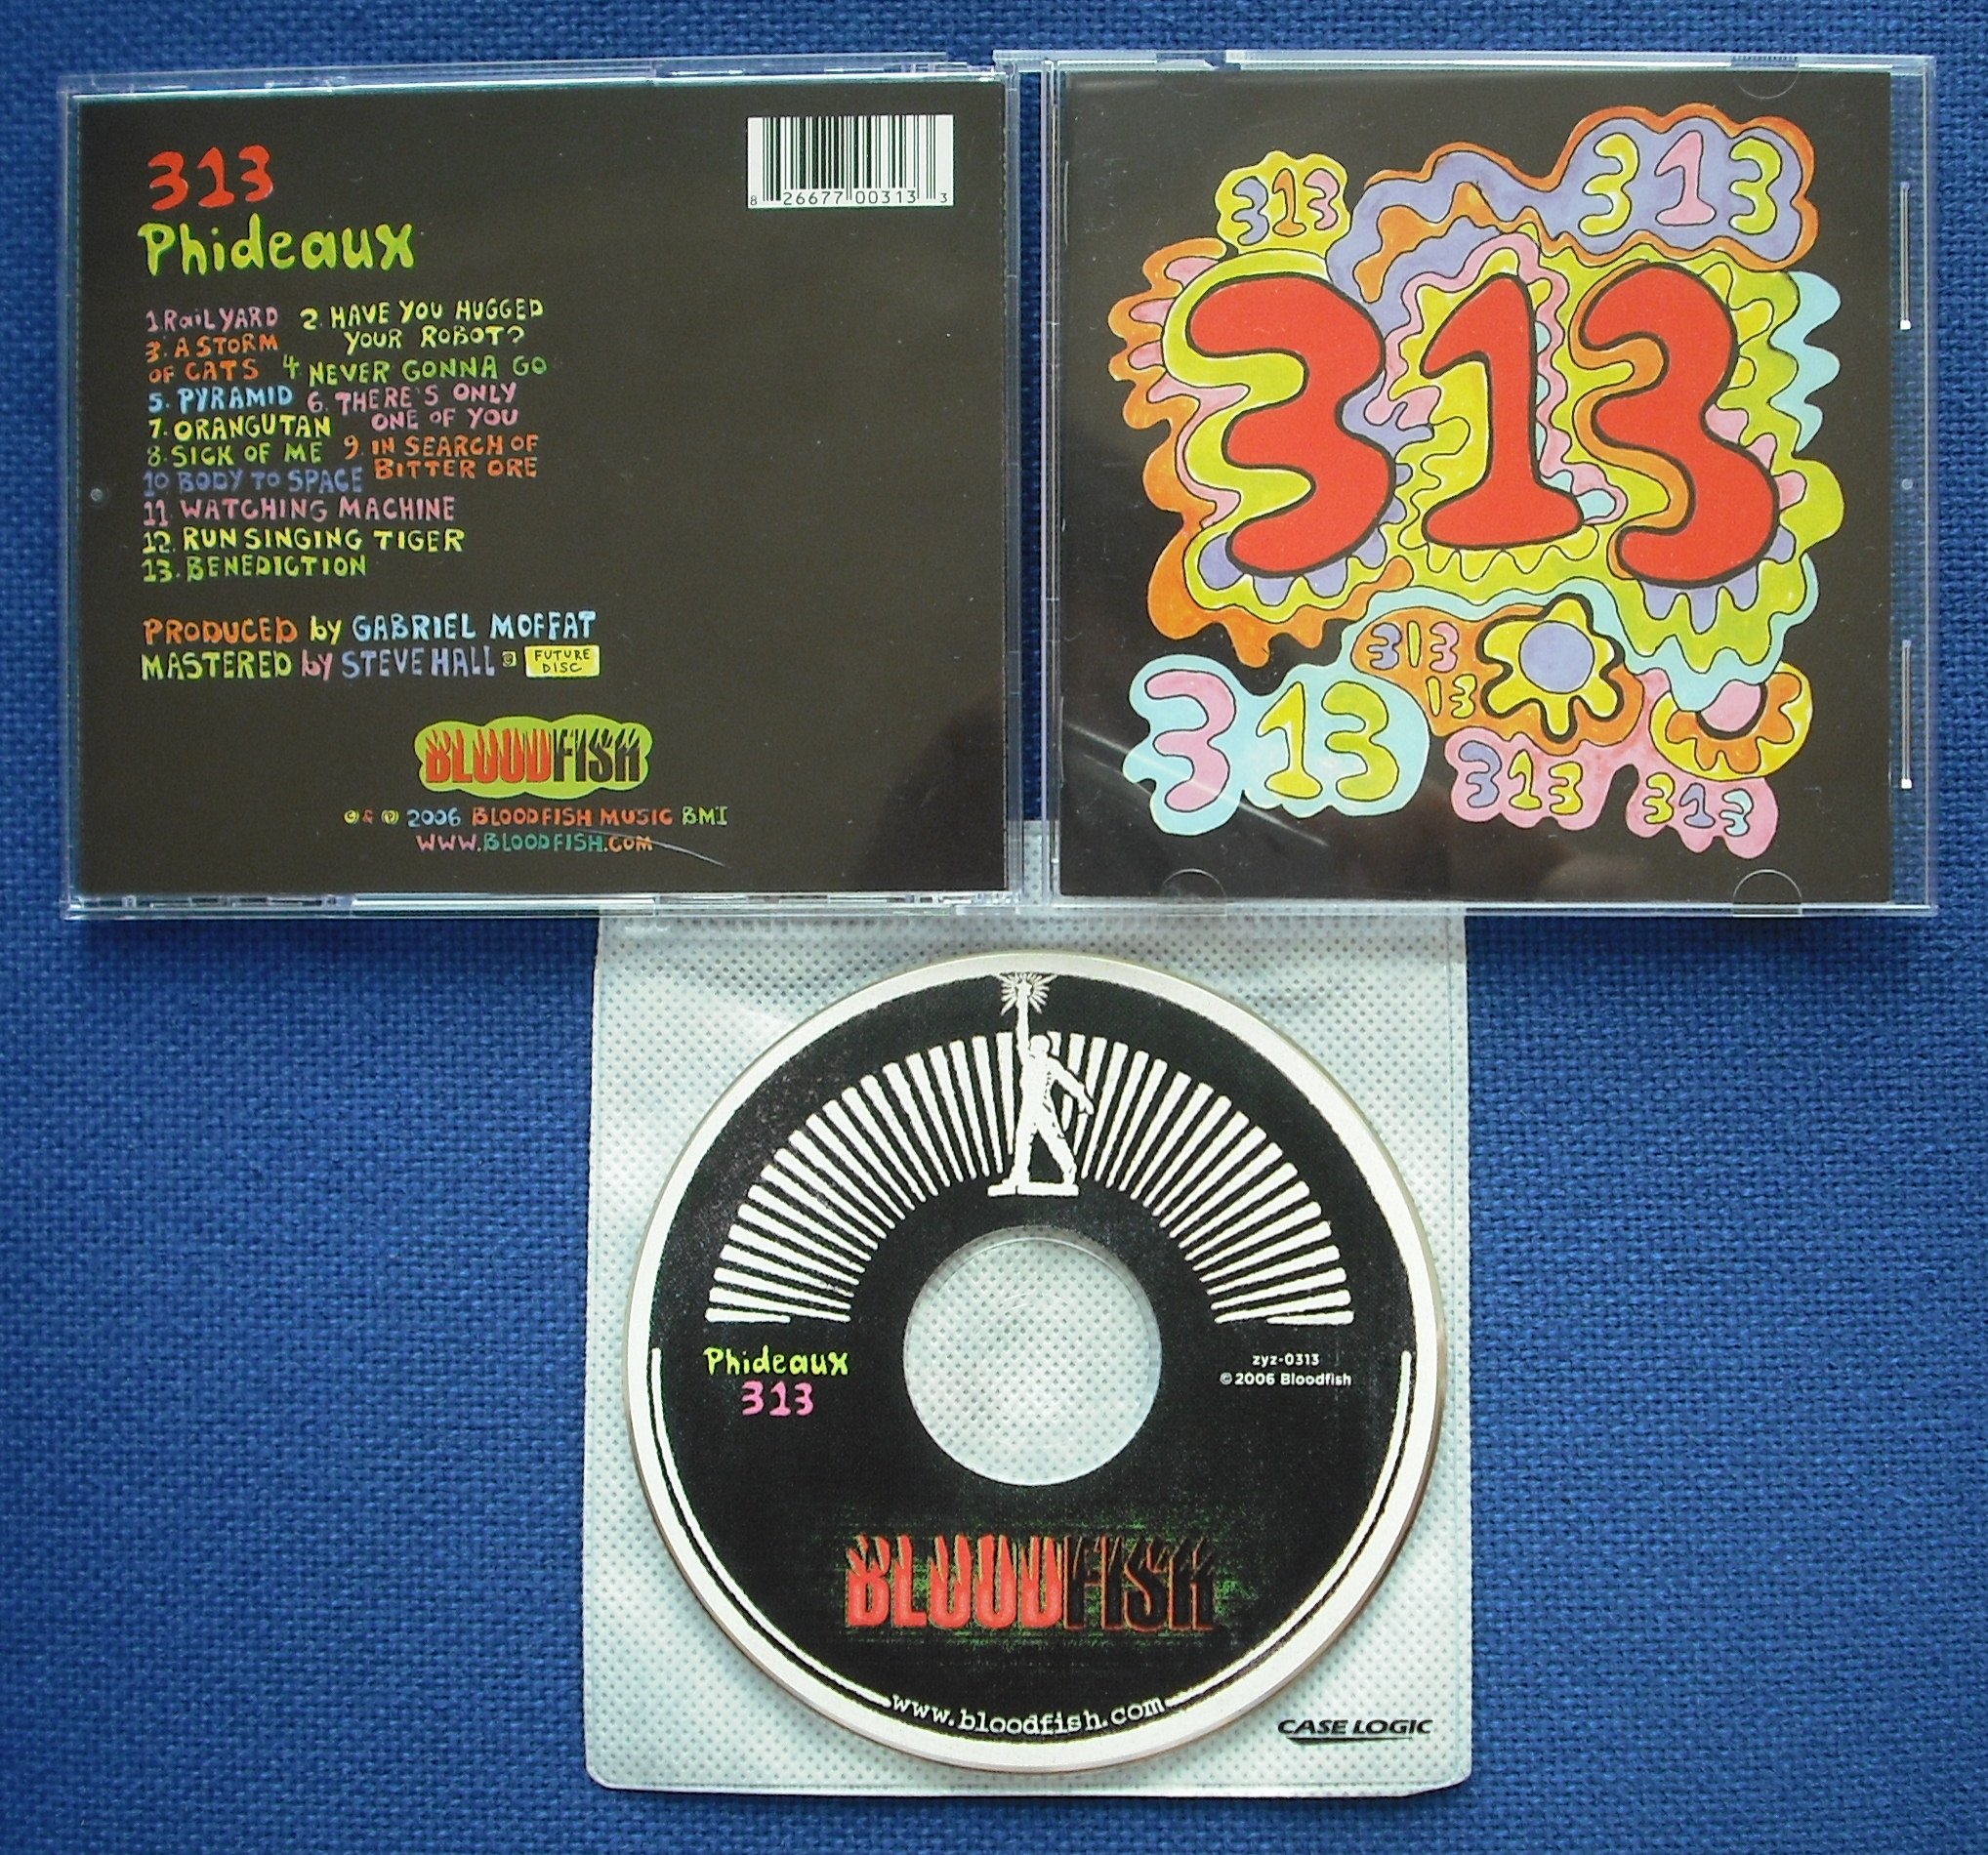 313
Phideaux
1. RaiLYARD 2. HAVE YOU HUGGED
YOUR ROBOT?
3. A STORM
OF CATS 4 NEVER GONNA GO
5. PYRAMID 6. THERE'S ONLY
ONE OF YOU
7. ORANGUTAN
8. SICK OF ME 9. IN SEARCH OF
BITTER ORE
10 BODY TO SPACE
11. WATCHING MACHINE
12. RUN SINGING TIGER
13. BENEDICTION
PRODUCED by GABRIEL MOFFAT
MASTERED by STEVE HALL @ FUTURE
DISC
BLOODFISH
© & ℗ 2006 BLOODFISH MUSIC BMI
WWW.BLOODFISH.COM
8 26677 00313 3
313
313
313
313
13
313
313
313
Phideaux
313
zyz-0313
© 2006 Bloodfish
BLOODFISH
www.bloodfish.com
CASE LOGIC